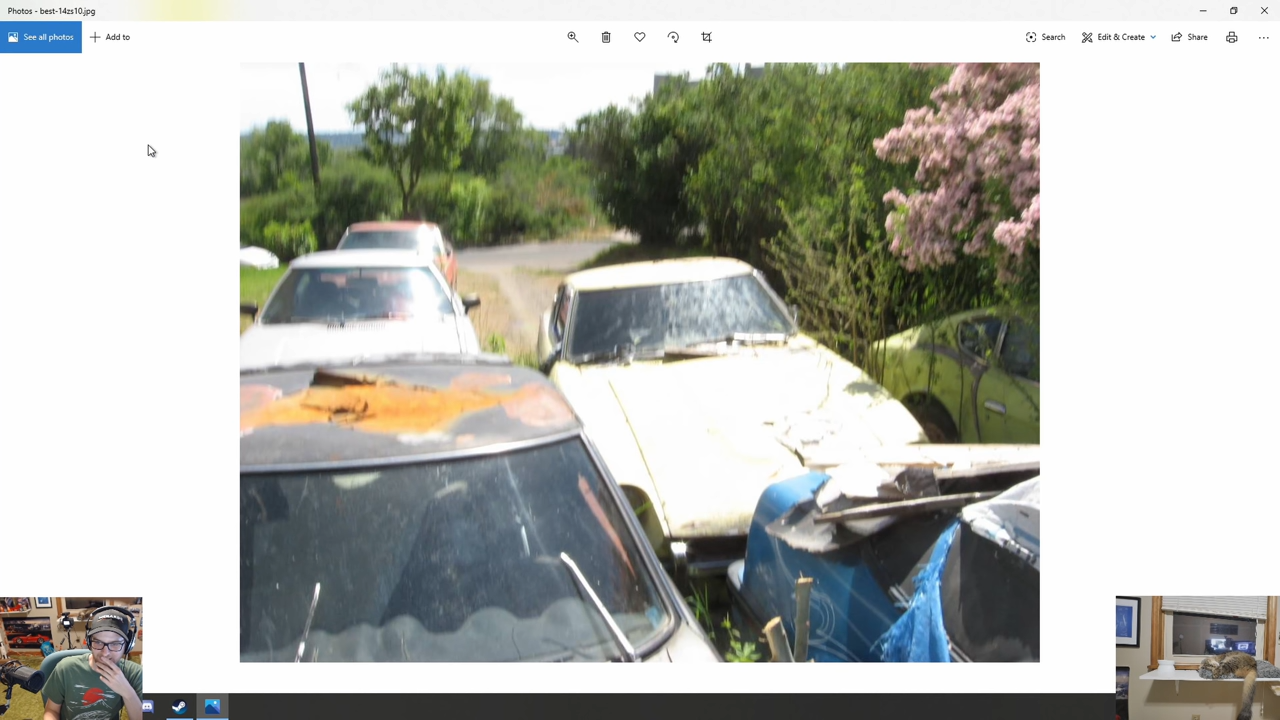 Photos - best-14zs10.jpg
See all photos
Add to
Search
Edit & Create
Share